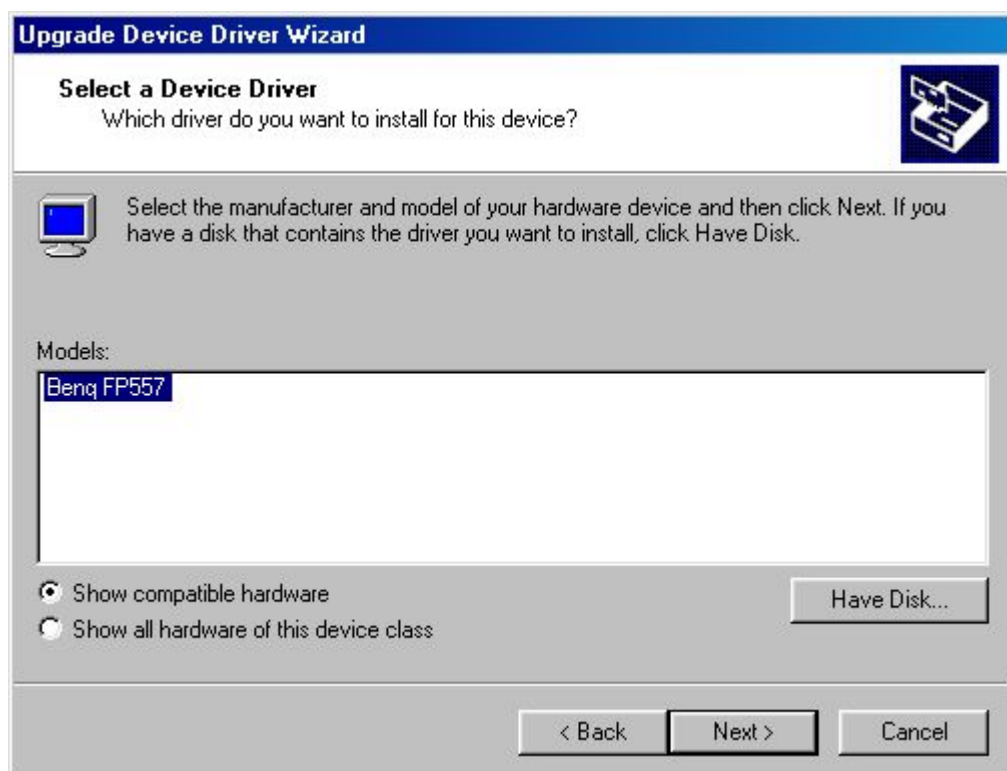 Upgrade Device Driver Wizard
Select a Device Driver
Which driver do you want to install for this device?
Select the manufacturer and model of your hardware device and then click Next. If you
have a disk that contains the driver you want to install, click Have Disk.
Models:
Benq FP557
Show compatible hardware
Show all hardware of this device class
Have Disk...
< Back
Next >
Cancel